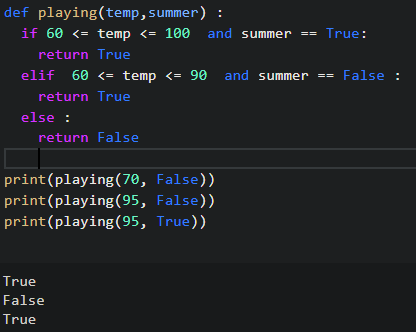 def playing(temp,summer) :
  if 60 <= temp <= 100  and summer == True:
    return True
  elif  60 <= temp <= 90  and summer == False :
    return True
  else :
    return False
print(playing(70, False))
print(playing(95, False))
print(playing(95, True))
True
False
True